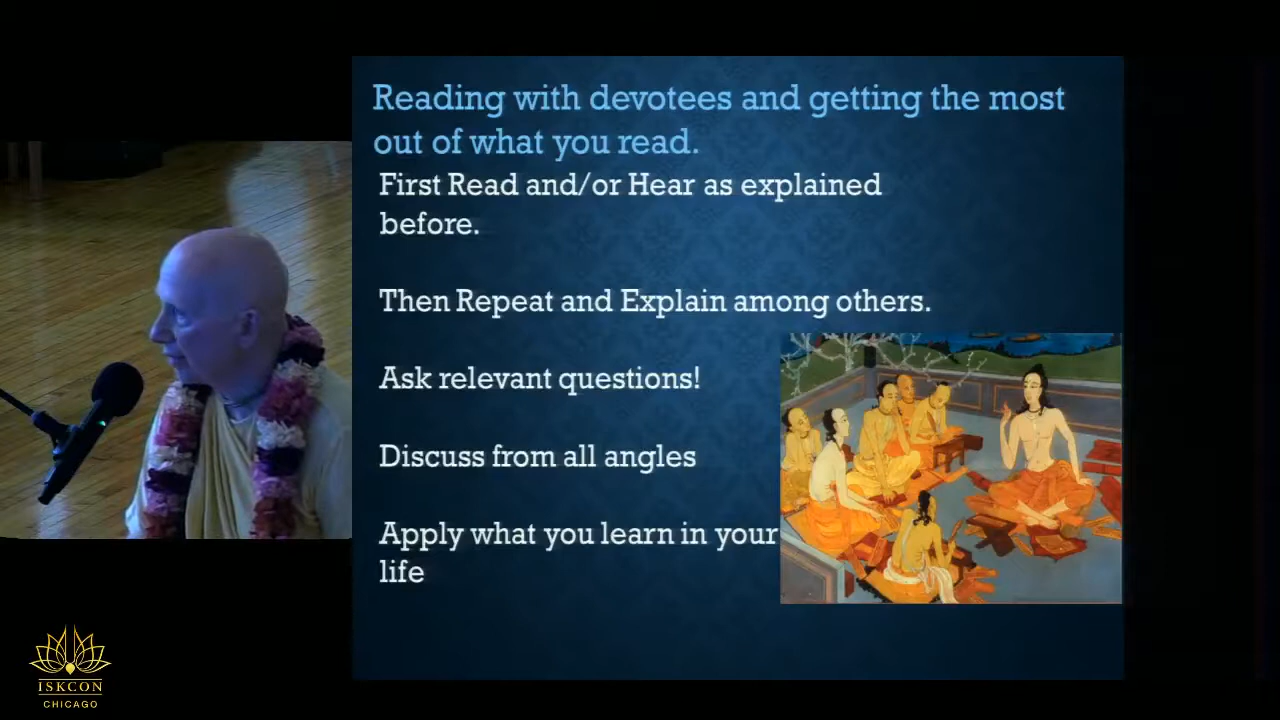 Reading with devotees and getting the most
out of what you read.
First Read and/or Hear as explained
before.
Then Repeat and Explain among others.
Ask relevant questions!
Discuss from all angles
Apply what you learn in your
life
ISKCON
CHICAGO